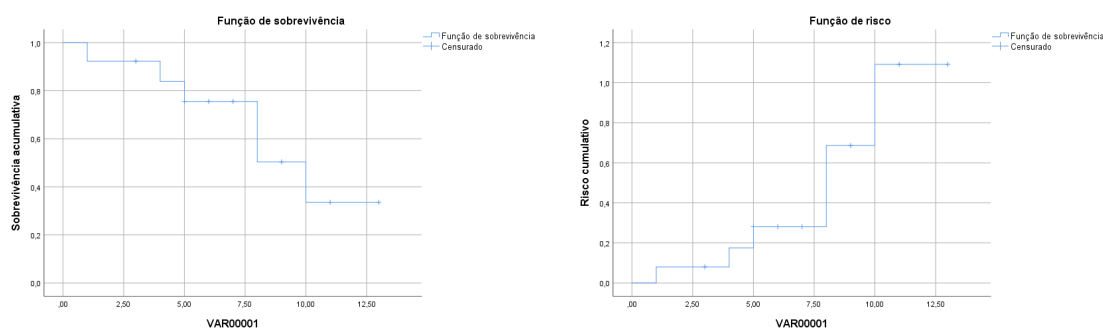 Função de sobrevivência
Função de sobrevivência
Censurado
1,0
0,8
0,6
0,4
0,2
0,0
Sobrevivência acumulativa
,00
2,50
5,00
7,50
10,00
12,50
VAR00001
Função de risco
Função de sobrevivência
Censurado
1,2
1,0
0,8
0,6
0,4
0,2
0,0
Risco cumulativo
,00
2,50
5,00
7,50
10,00
12,50
VAR00001